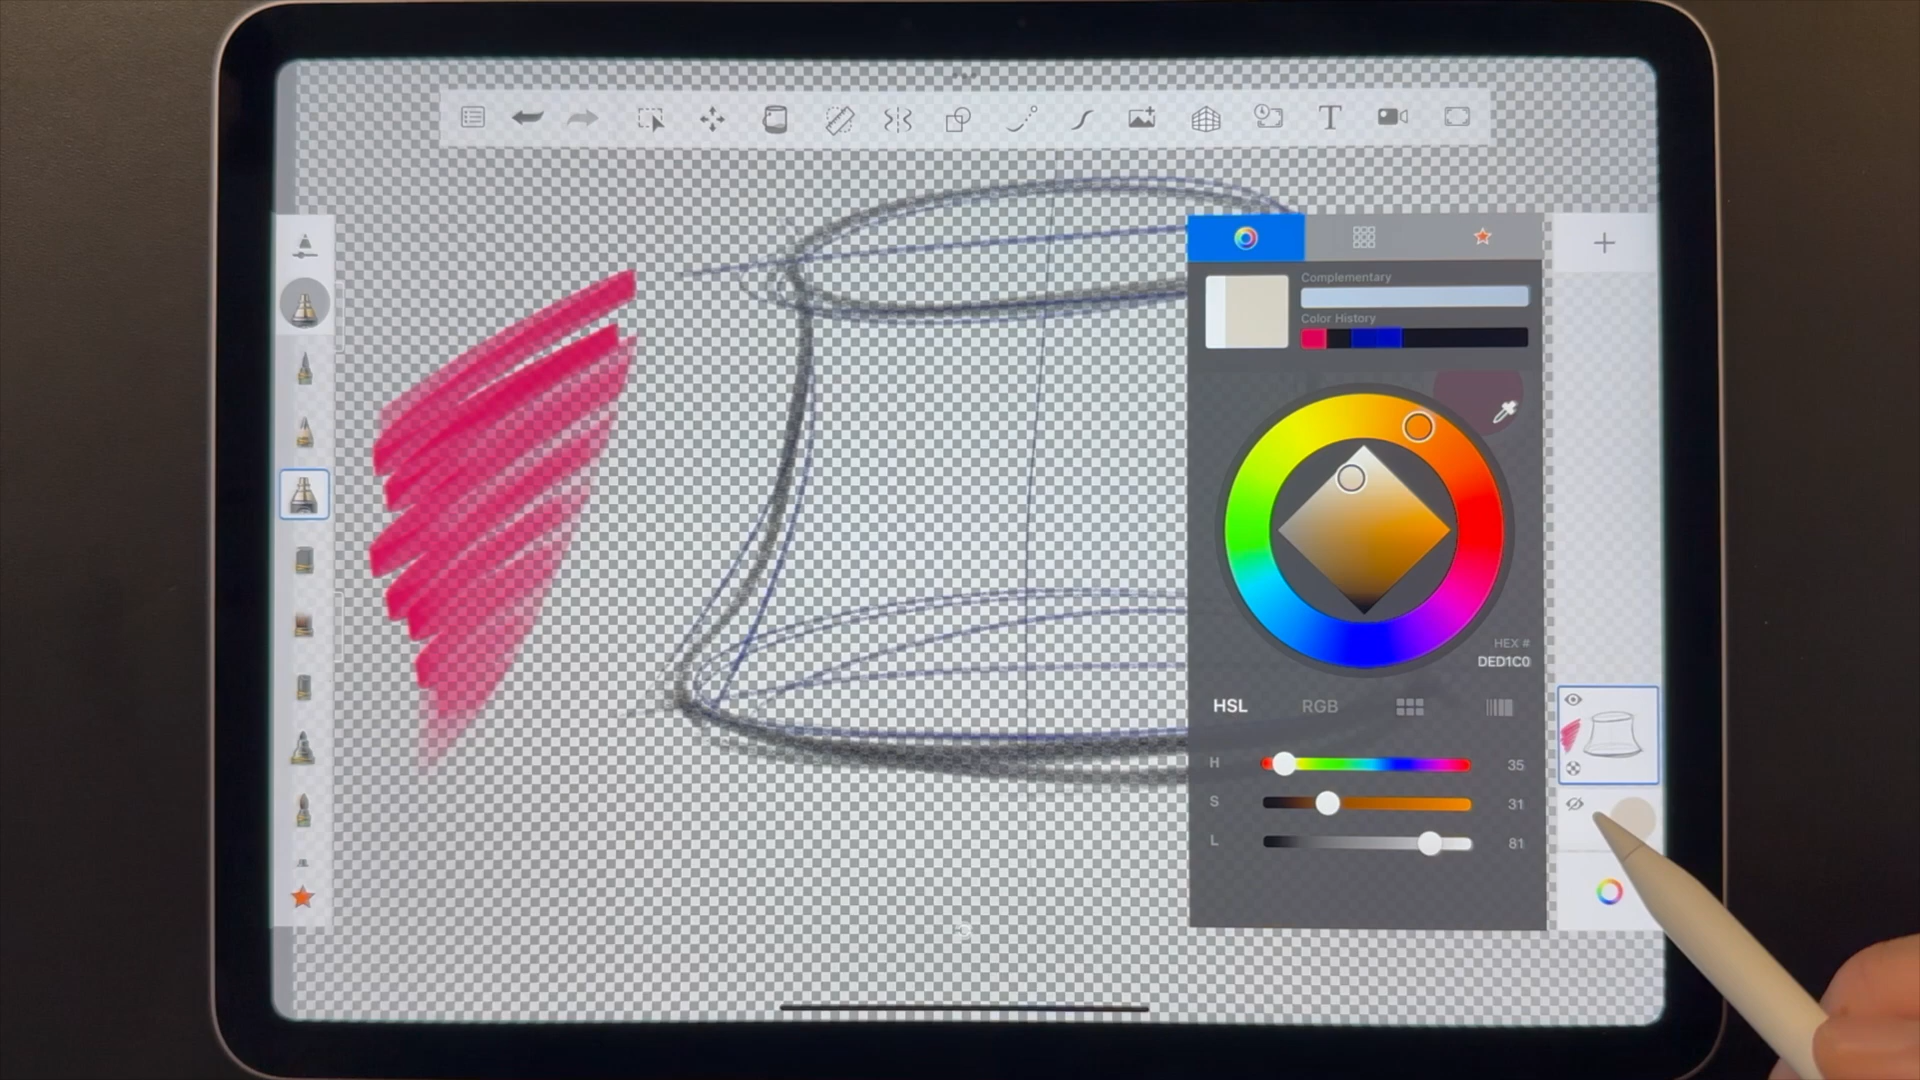 T
Complementary
Color History
HEX #
DED1C0
HSL RGB
H 35
S 31
L 81